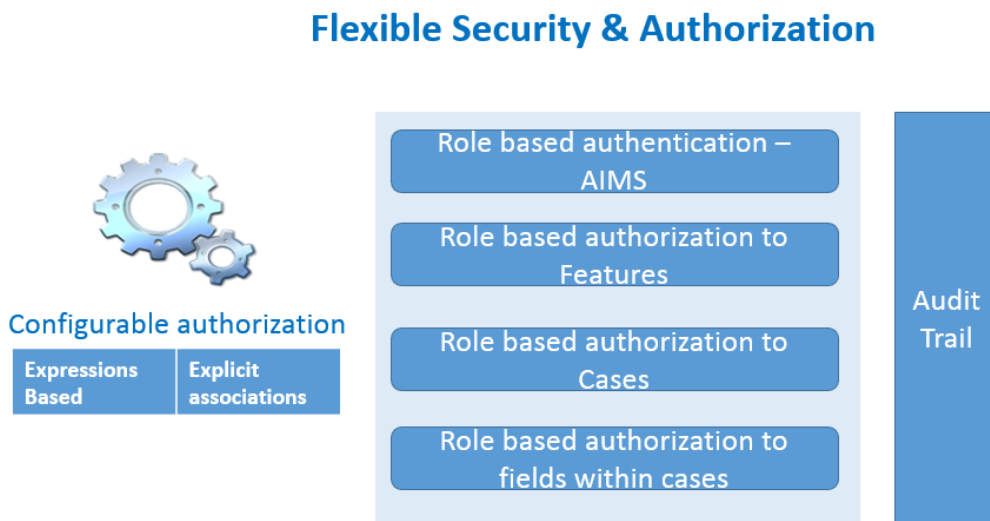 Flexible Security & Authorization
Configurable authorization
Expressions
Based
Explicit
associations
Role based authentication –
AIMS
Role based authorization to
Features
Role based authorization to
Cases
Role based authorization to
fields within cases
Audit
Trail